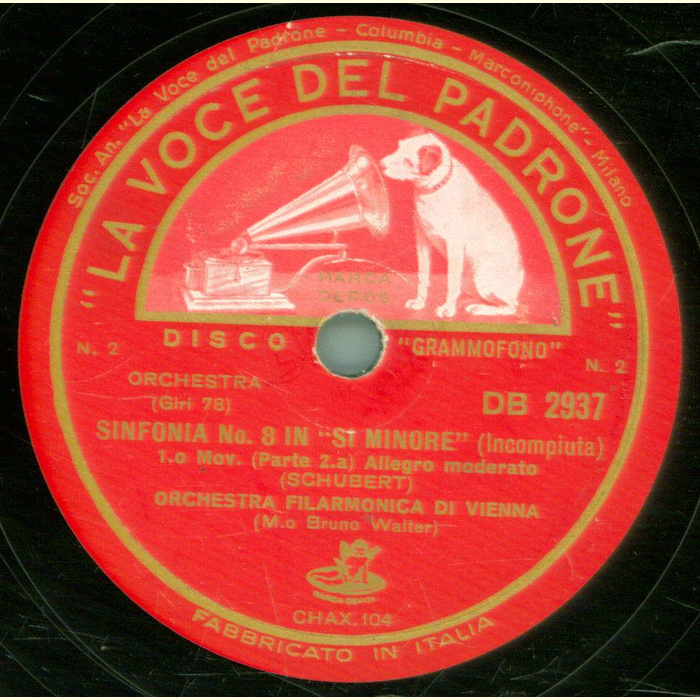 Soc. An. "La Voce del Padrone - Columbia - Marconiphone" - Milano
"LA VOCE DEL PADRONE"
MARCA
DEPOS
DISCO "GRAMMOFONO"
N. 2 N. 2
ORCHESTRA
(Giri 78)
DB 2937
SINFONIA No. 8 IN "SI MINORE" (Incompiuta)
1.o Mov. (Parte 2.a) Allegro moderato
(SCHUBERT)
ORCHESTRA FILARMONICA DI VIENNA
(M.o Bruno Walter)
MARCA DEPOS
CHAX.104
FABBRICATO IN ITALIA